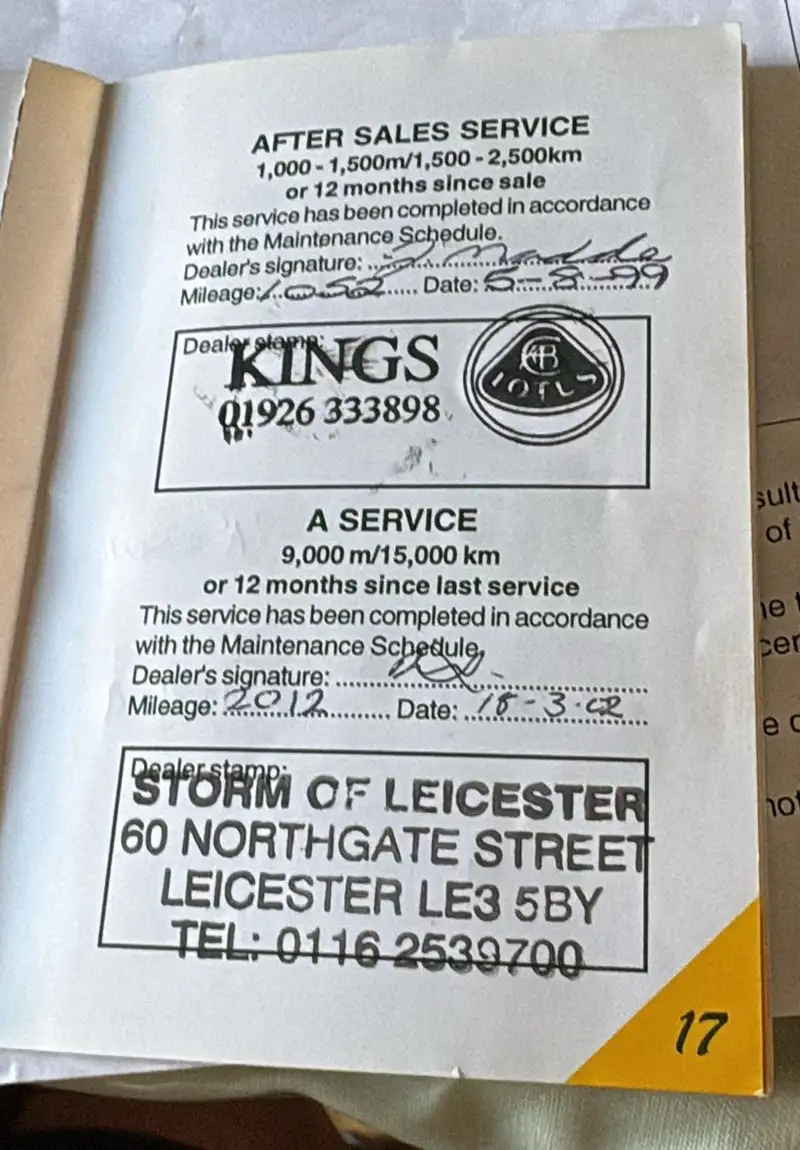 AFTER SALES SERVICE
1,000 - 1,500m/1,500 - 2,500km
or 12 months since sale
This service has been completed in accordance
with the Maintenance Schedule.
Dealer's signature:
Mileage: 1052 Date: 5-8-99
Dealer stamp:
KINGS
01926 333898
LOTUS
A SERVICE
9,000 m/15,000 km
or 12 months since last service
This service has been completed in accordance
with the Maintenance Schedule.
Dealer's signature:
Mileage: 2012 Date: 18-3-02
Dealer stamp:
STORM OF LEICESTER
60 NORTHGATE STREET
LEICESTER LE3 5BY
TEL: 0116 2539700
17
sult
of